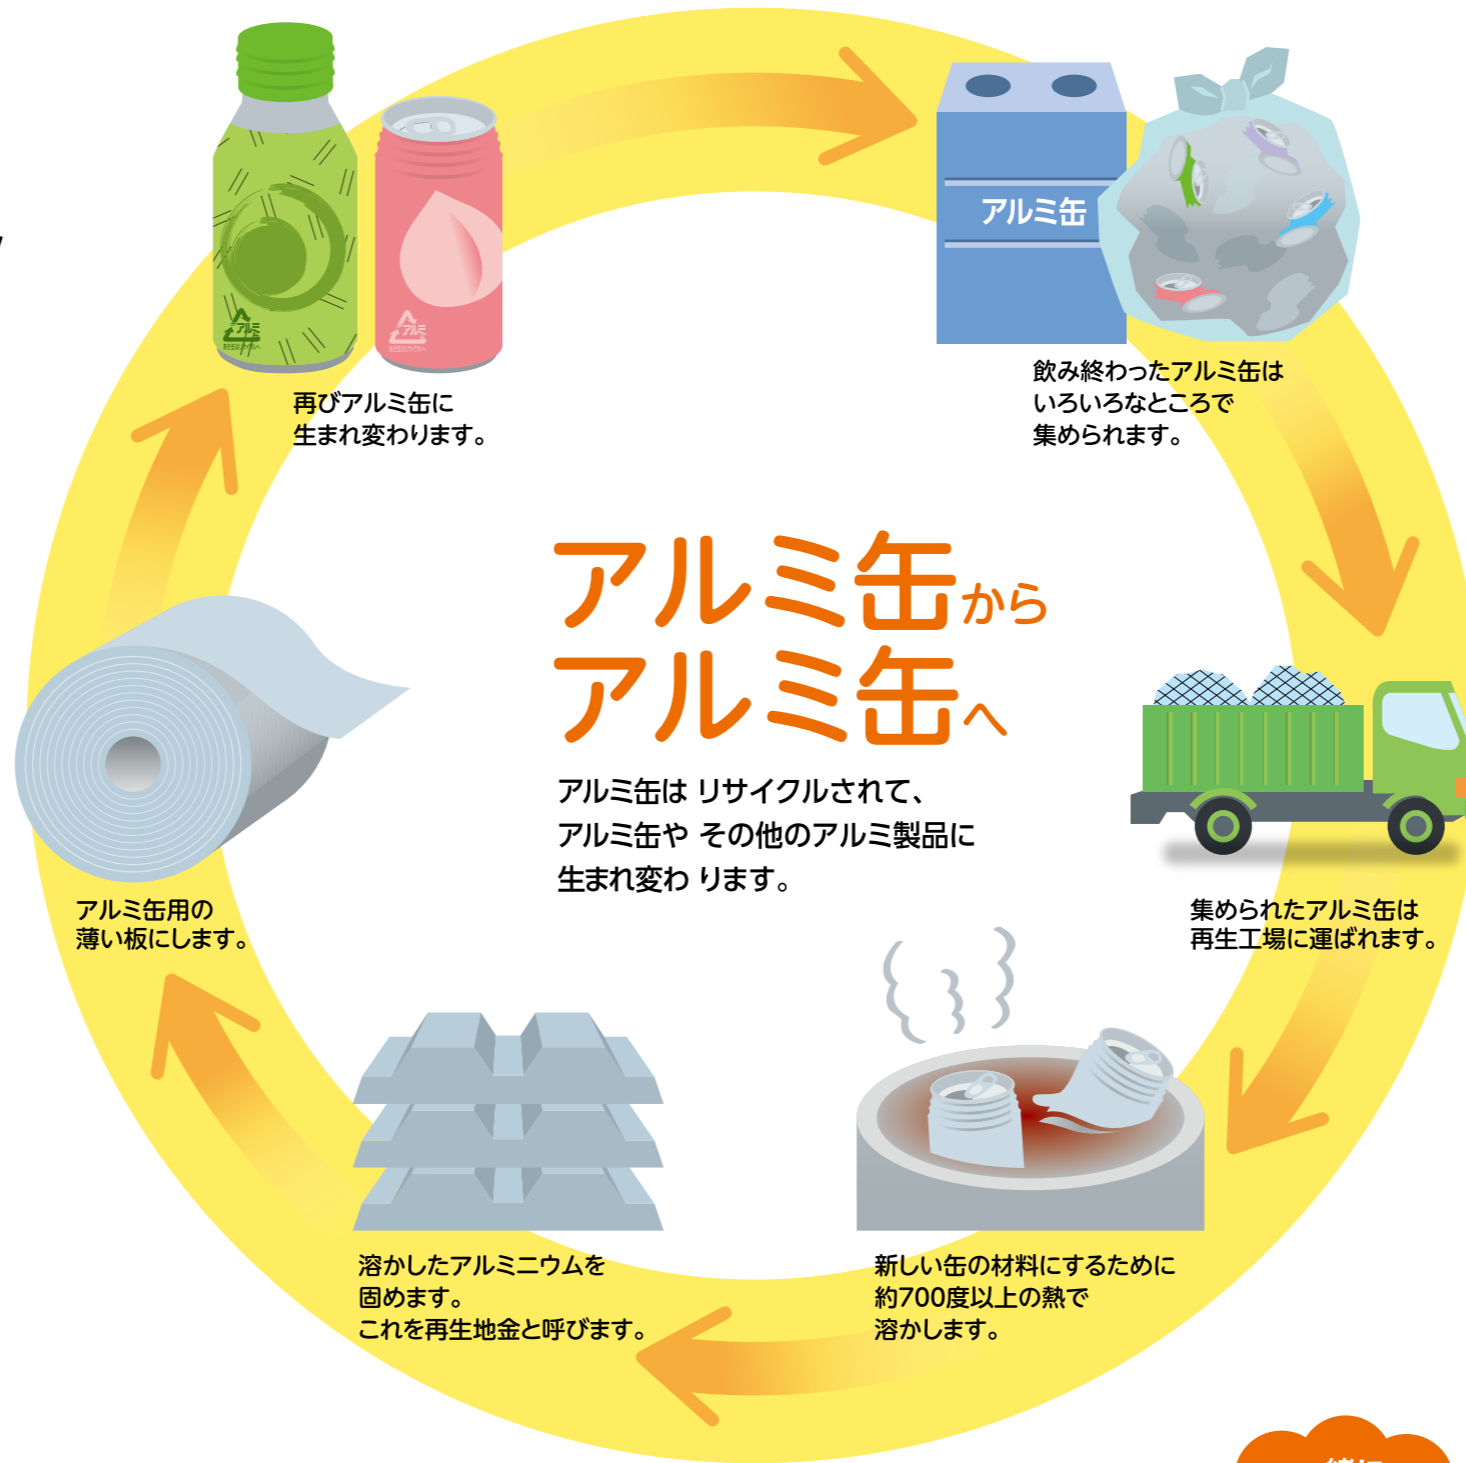 アルミ缶から
アルミ缶へ
アルミ缶は リサイクルされて、
アルミ缶や その他のアルミ製品に
生まれ変わ ります。
アルミ缶
飲み終わったアルミ缶は
いろいろなところで
集められます。
集められたアルミ缶は
再生工場に運ばれます。
新しい缶の材料にするために
約700度以上の熱で
溶かします。
溶かしたアルミニウムを
固めます。
これを再生地金と呼びます。
アルミ缶用の
薄い板にします。
アルミ
アルミ
再びアルミ缶に
生まれ変わります。